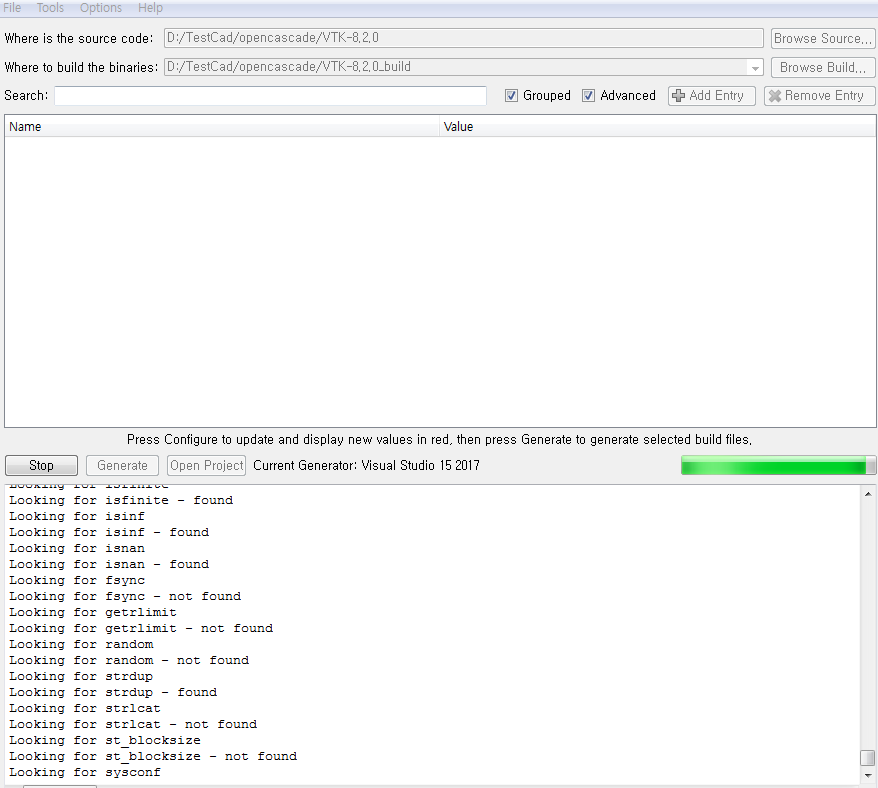 File Tools Options Help
Where is the source code: D:/TestCad/opencascade/VTK-8,2,0 Browse Source,,,
Where to build the binaries: D:/TestCad/opencascade/VTK-8,2,0_build Browse Build,,,
Search: Grouped Advanced Add Entry Remove Entry
Name Value
Press Configure to update and display new values in red, then press Generate to generate selected build files,
Stop Generate Open Project Current Generator: Visual Studio 15 2017
Looking for isfinite
Looking for isfinite - found
Looking for isinf
Looking for isinf - found
Looking for isnan
Looking for isnan - found
Looking for fsync
Looking for fsync - not found
Looking for getrlimit
Looking for getrlimit - not found
Looking for random
Looking for random - not found
Looking for strdup
Looking for strdup - found
Looking for strlcat
Looking for strlcat - not found
Looking for st_blocksize
Looking for st_blocksize - not found
Looking for sysconf